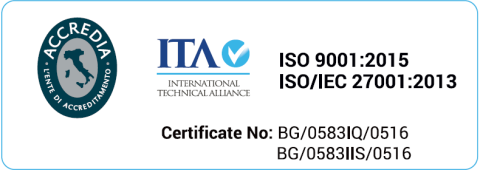 ACCREDIA
L'ENTE DI ACCREDITAMENTO
ITA
INTERNATIONAL
TECHNICAL ALLIANCE
ISO 9001:2015
ISO/IEC 27001:2013
Certificate No: BG/0583IQ/0516
BG/0583IIS/0516